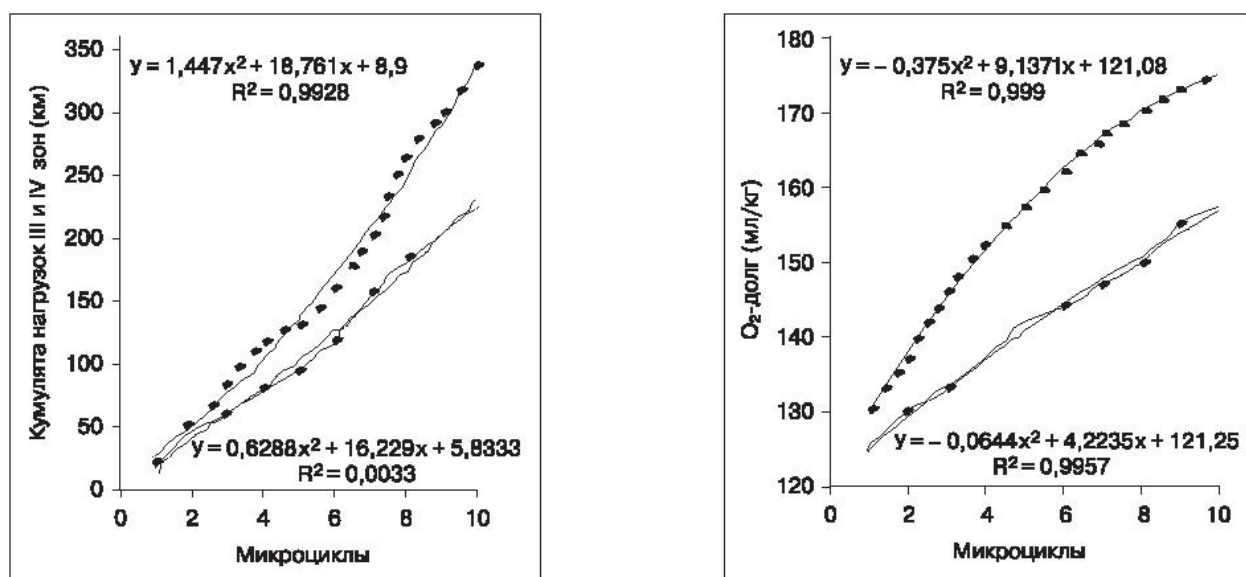 350
300
250
200
150
100
50
0
Кумулята нагрузок III и IV зон (км)
y = 1,447x² + 18,761x + 8,9
R² = 0,9928
y = 0,6288x² + 16,229x + 5,8333
R² = 0,0033
0 2 4 6 8 10
Микроциклы
180
170
160
150
140
130
120
O₂-долг (мл/кг)
y = – 0,375x² + 9,1371x + 121,08
R² = 0,999
y = – 0,0644x² + 4,2235x + 121,25
R² = 0,9957
0 2 4 6 8 10
Микроциклы